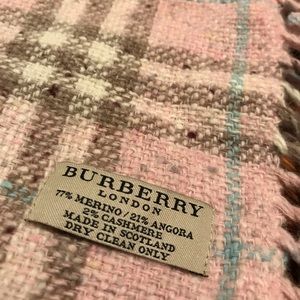 BURBERRY
LONDON
77% MERINO / 21% ANGORA
2% CASHMERE
MADE IN SCOTLAND
DRY CLEAN ONLY